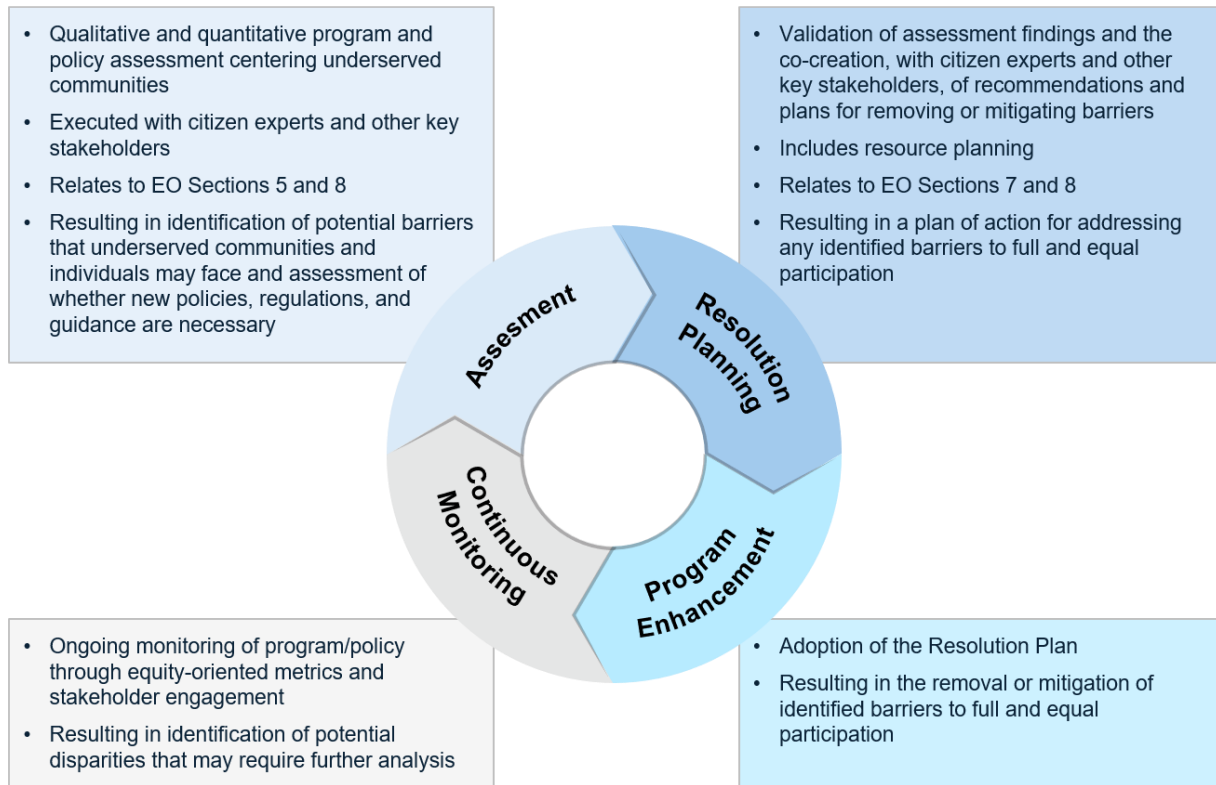 • Qualitative and quantitative program and
policy assessment centering underserved
communities
• Executed with citizen experts and other key
stakeholders
• Relates to EO Sections 5 and 8
• Resulting in identification of potential barriers
that underserved communities and
individuals may face and assessment of
whether new policies, regulations, and
guidance are necessary
• Validation of assessment findings and the
co-creation, with citizen experts and other
key stakeholders, of recommendations and
plans for removing or mitigating barriers
• Includes resource planning
• Relates to EO Sections 7 and 8
• Resulting in a plan of action for addressing
any identified barriers to full and equal
participation
Assesment
Resolution
Planning
Continuous
Monitoring
Program
Enhancement
• Ongoing monitoring of program/policy
through equity-oriented metrics and
stakeholder engagement
• Resulting in identification of potential
disparities that may require further analysis
• Adoption of the Resolution Plan
• Resulting in the removal or mitigation of
identified barriers to full and equal
participation